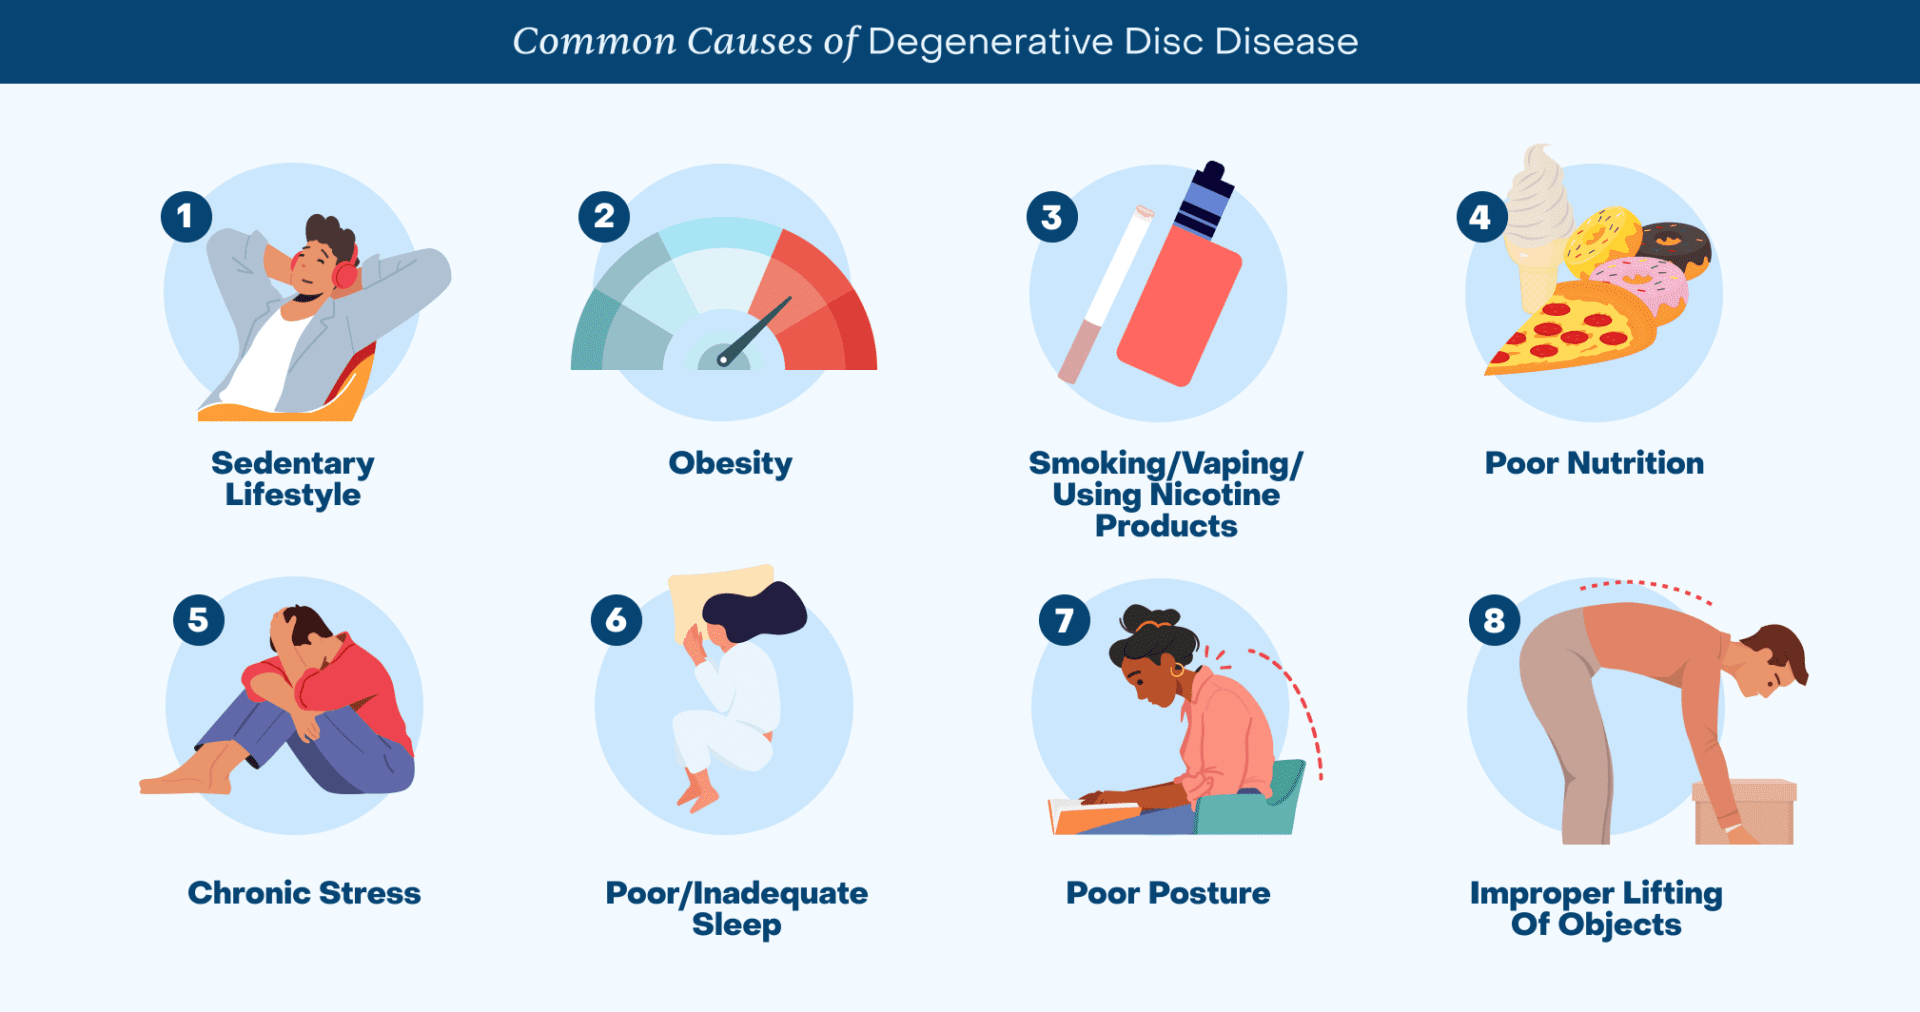 Common Causes of Degenerative Disc Disease
1
Sedentary
Lifestyle
2
Obesity
3
Smoking/Vaping/
Using Nicotine
Products
4
Poor Nutrition
5
Chronic Stress
6
Poor/Inadequate
Sleep
7
Poor Posture
8
Improper Lifting
Of Objects